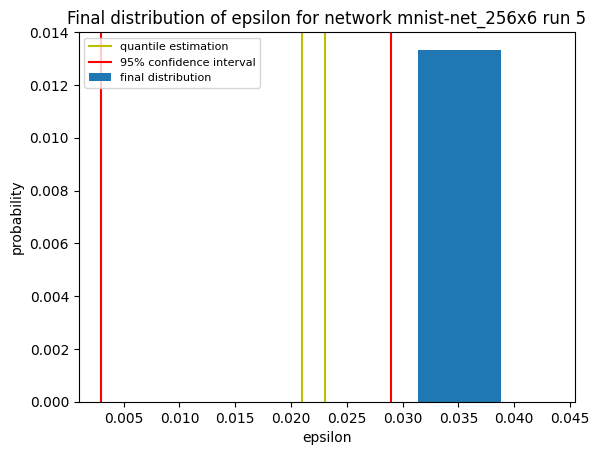 Final distribution of epsilon for network mnist-net_256x6 run 5
quantile estimation
95% confidence interval
final distribution
probability
0.014
0.012
0.010
0.008
0.006
0.004
0.002
0.000
0.005 0.010 0.015 0.020 0.025 0.030 0.035 0.040 0.045
epsilon